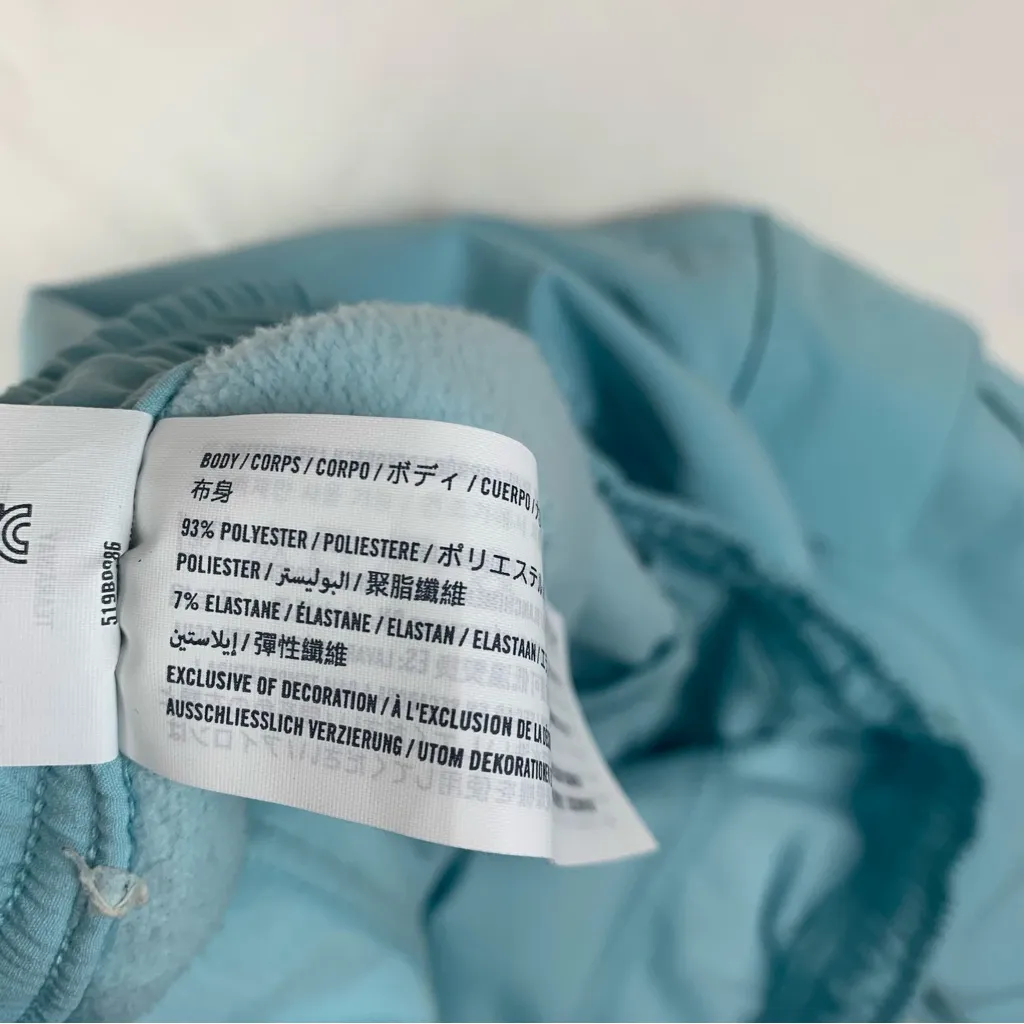 BODY / CORPS / CORPO / ボディ / CUERPO /
布身
93% POLYESTER / POLIESTERE / ポリエステル
POLIESTER / البوليستر / 聚脂纖維
7% ELASTANE / ÉLASTANE / ELASTAN / ELASTAAN /
إيلاستين / 彈性纖維
EXCLUSIVE OF DECORATION / À L'EXCLUSION DE LA
AUSSCHLIESSLICH VERZIERUNG / UTOM DEKORATIONER